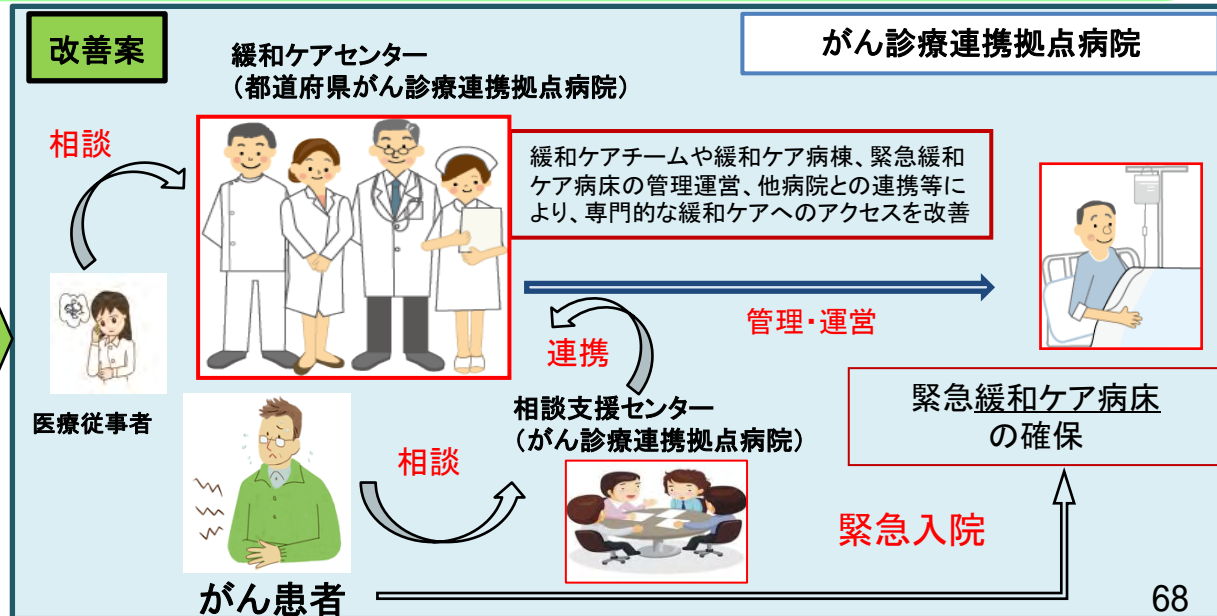 改善案
がん診療連携拠点病院
緩和ケアセンター
（都道府県がん診療連携拠点病院）
相談
緩和ケアチームや緩和ケア病棟、緊急緩和
ケア病床の管理運営、他病院との連携等に
より、専門的な緩和ケアへのアクセスを改善
管理・運営
連携
医療従事者
相談支援センター
（がん診療連携拠点病院）
緊急緩和ケア病床
の確保
相談
緊急入院
がん患者
68